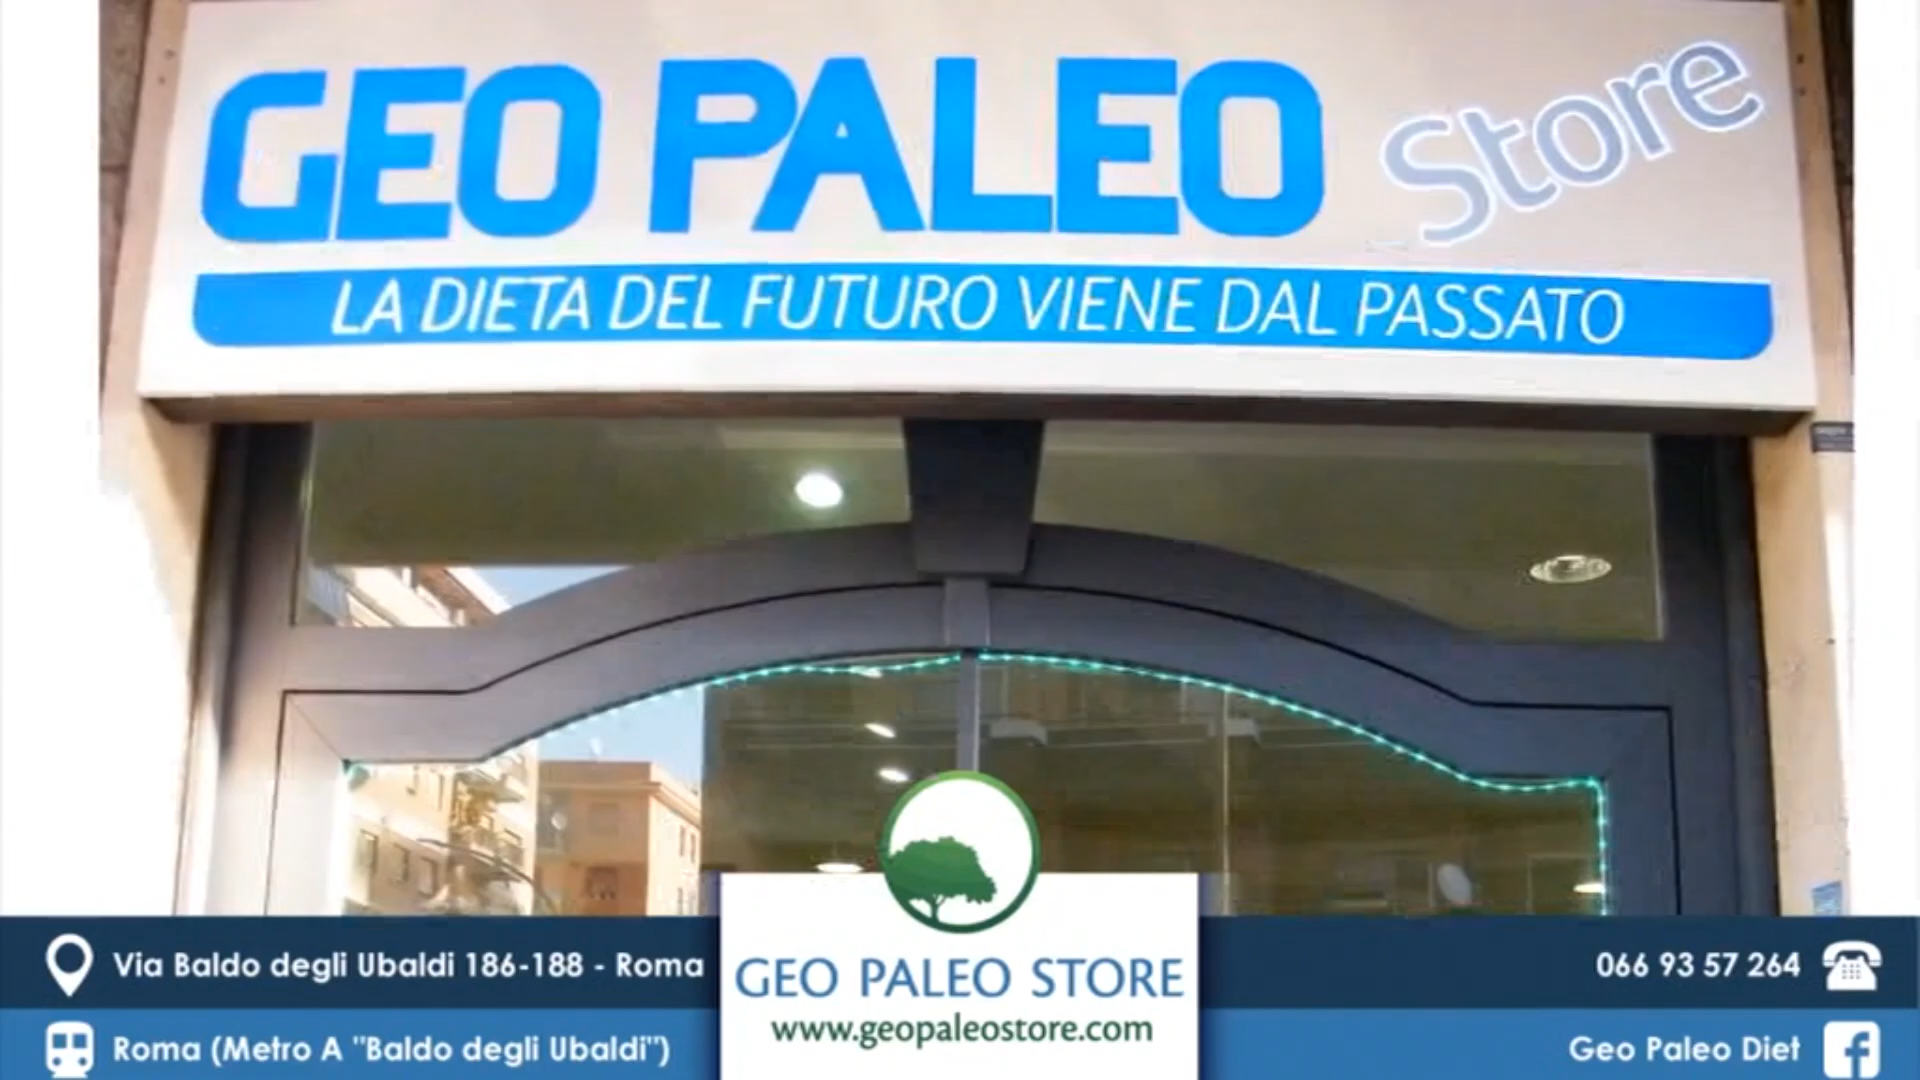 GEO PALEO Store
LA DIETA DEL FUTURO VIENE DAL PASSATO
Via Baldo degli Ubaldi 186-188 - Roma
Roma (Metro A "Baldo degli Ubaldi")
GEO PALEO STORE
www.geopaleostore.com
066 93 57 264
Geo Paleo Diet